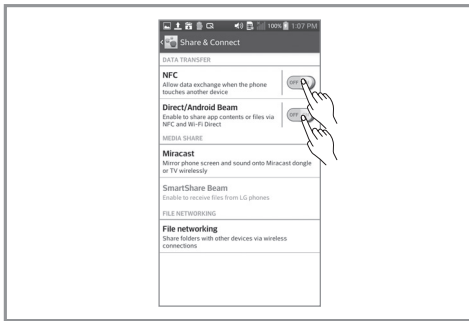 100% 1:07 PM
Share & Connect
DATA TRANSFER
NFC
Allow data exchange when the phone
touches another device
OFF
Direct/Android Beam
Enable to share app contents or files via
NFC and Wi-Fi Direct
OFF
MEDIA SHARE
Miracast
Mirror phone screen and sound onto Miracast dongle
or TV wirelessly
SmartShare Beam
Enable to receive files from LG phones
FILE NETWORKING
File networking
Share folders with other devices via wireless
connections